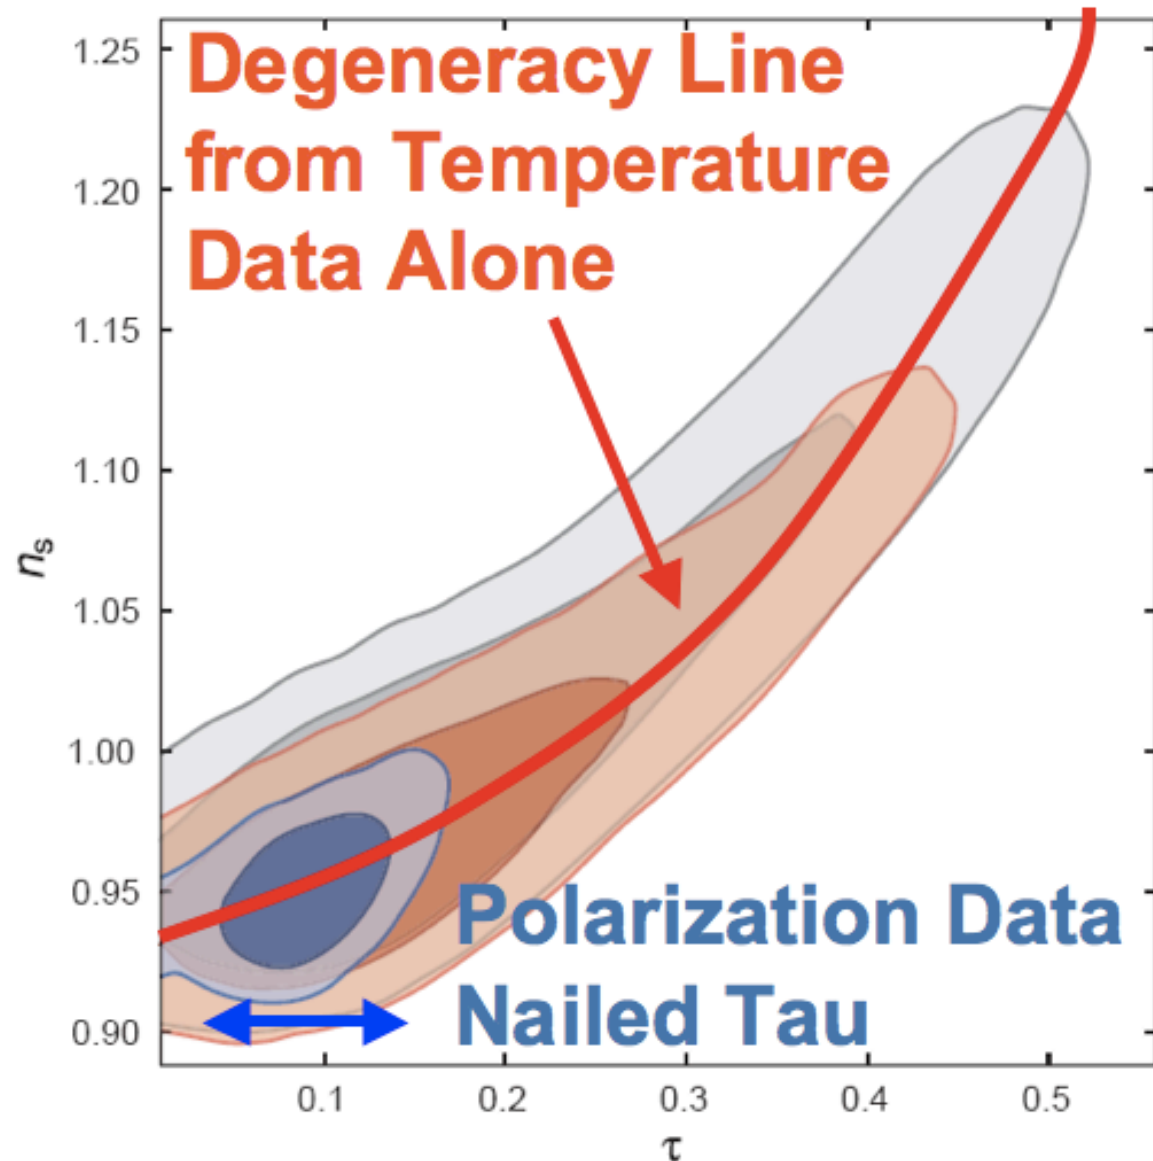 1.25
Degeneracy Line
from Temperature
1.20
Data Alone
1.15
1.10
nₛ
1.05
1.00
0.95
Polarization Data
Nailed Tau
0.90
0.1 0.2 0.3 0.4 0.5
τ